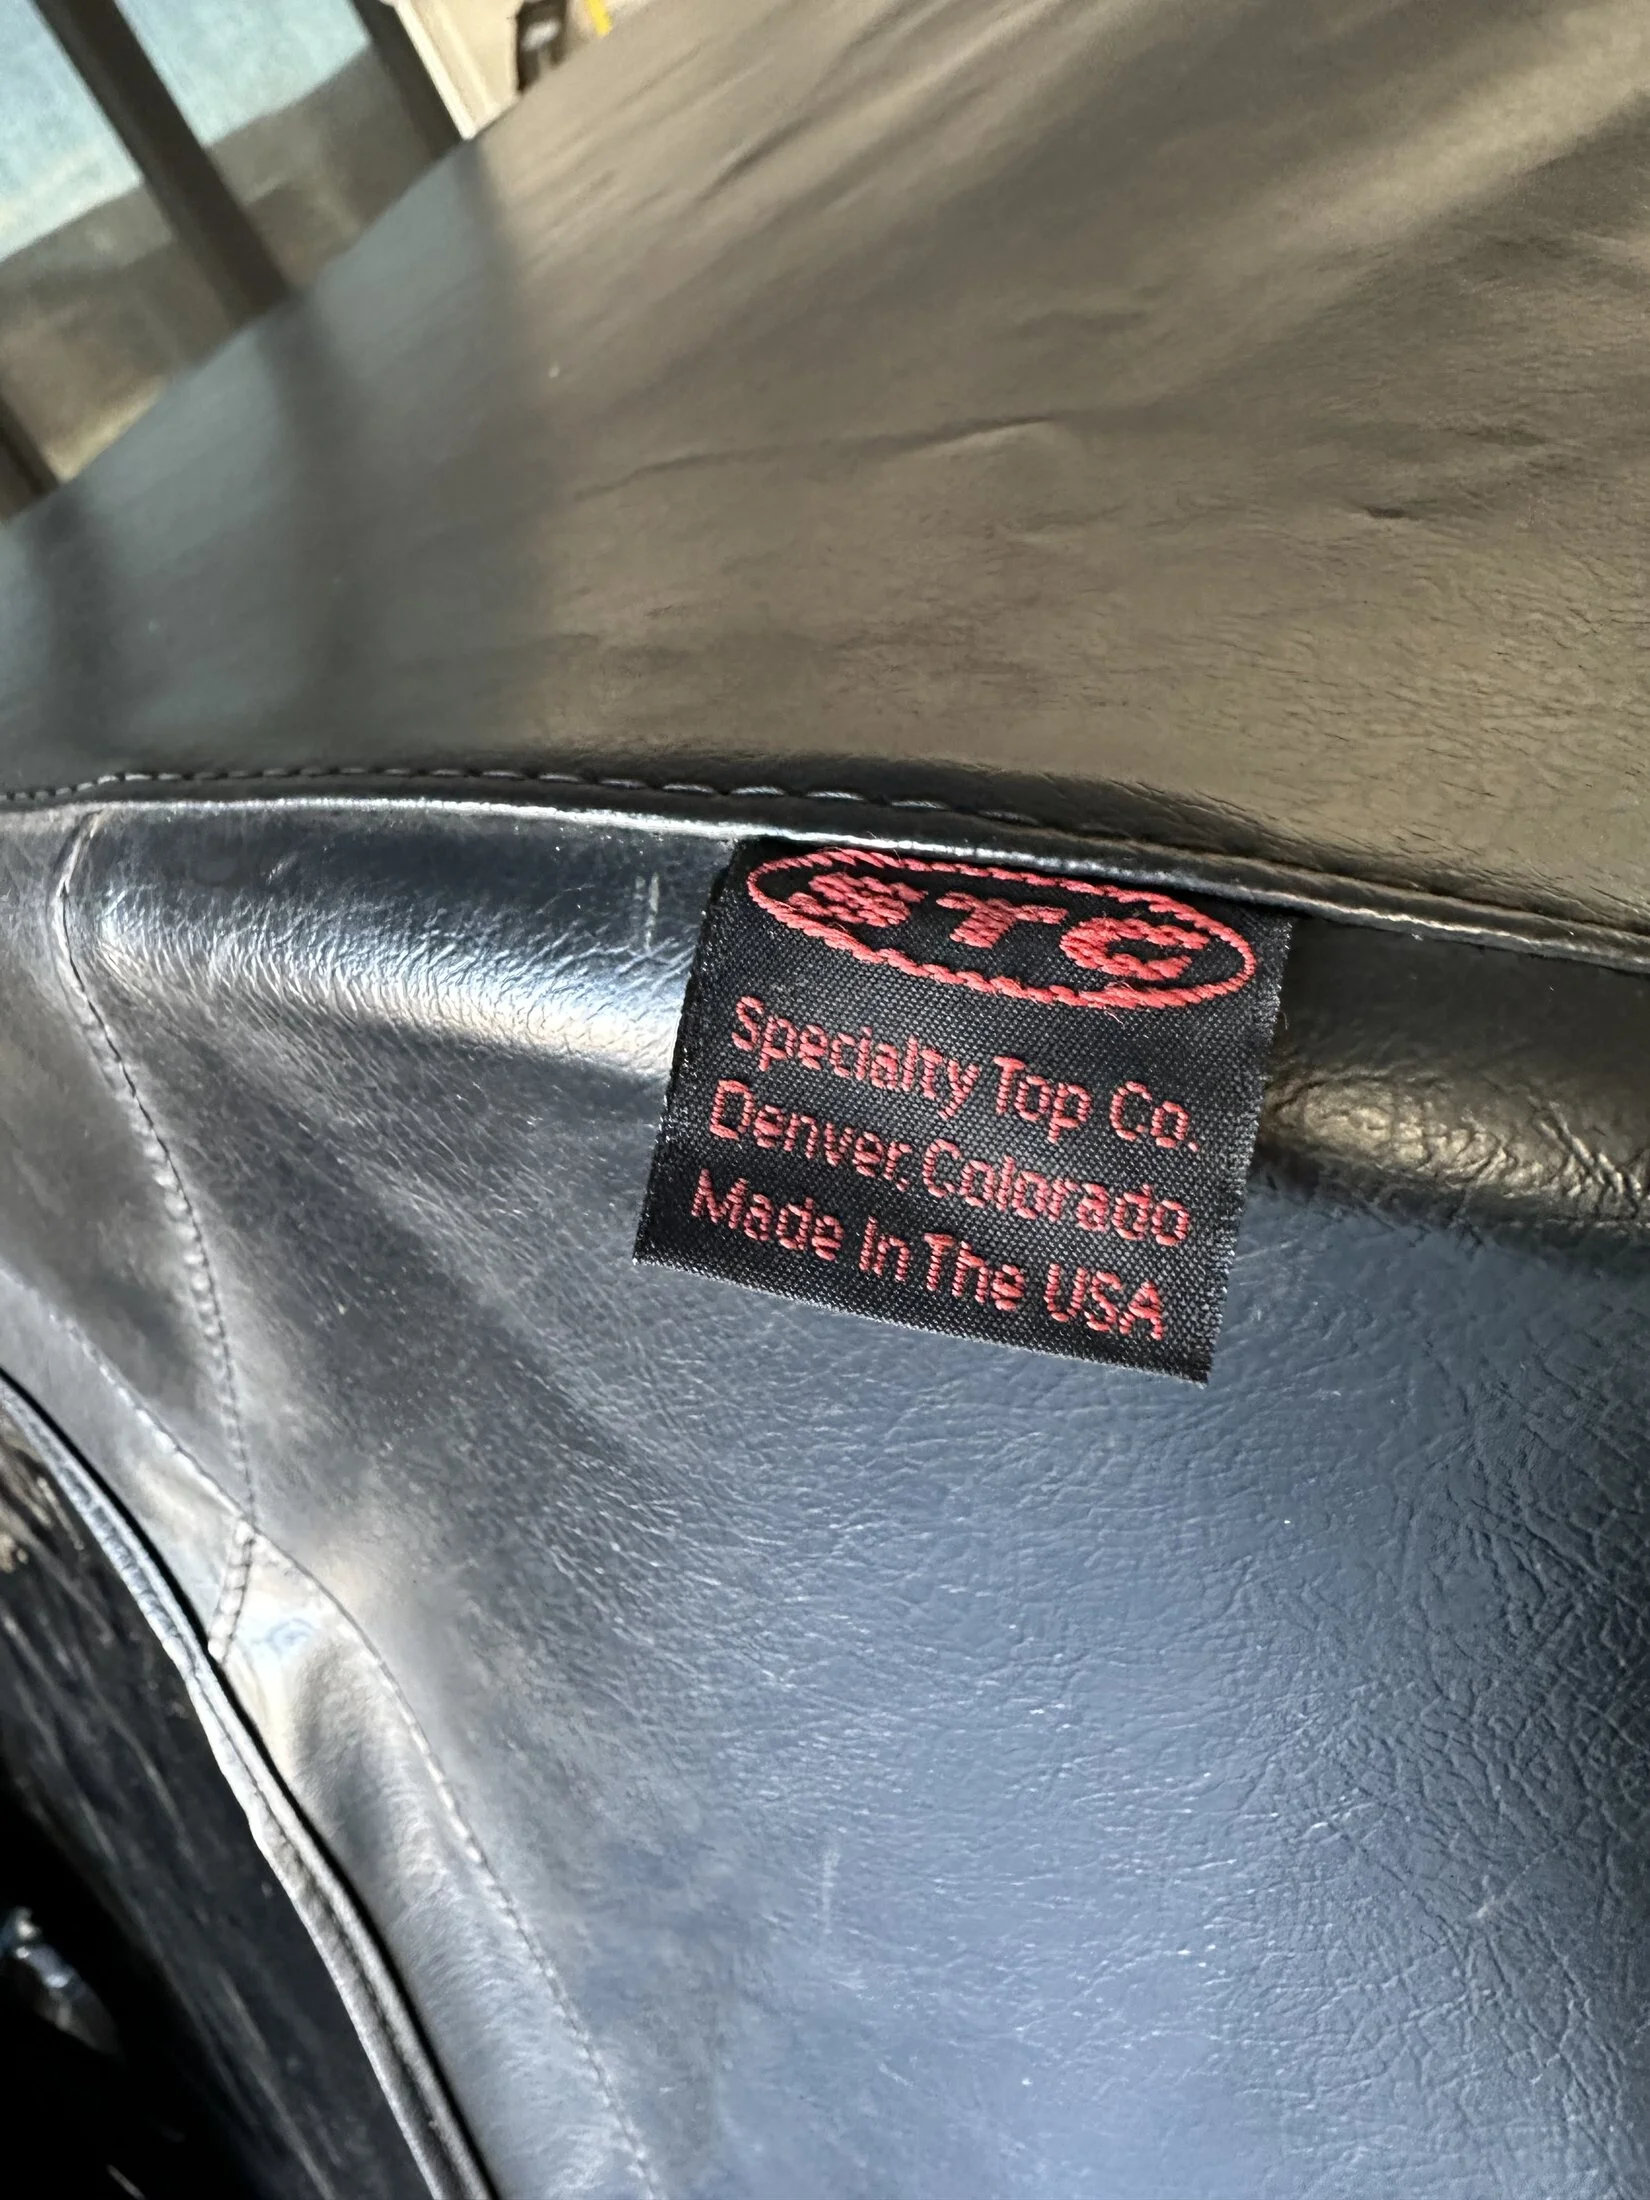 STC
Specialty Top Co.
Denver, Colorado
Made In The USA